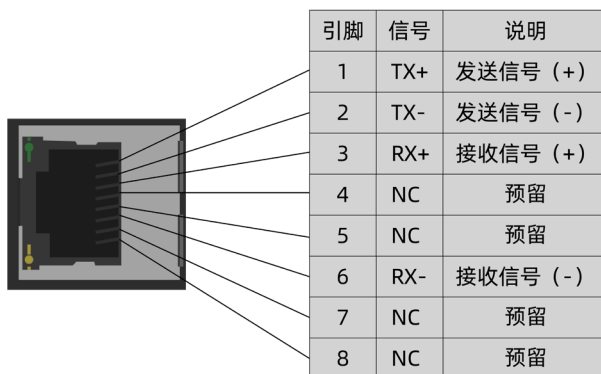 引脚 信号 说明
1 TX+ 发送信号（+）
2 TX- 发送信号（-）
3 RX+ 接收信号（+）
4 NC 预留
5 NC 预留
6 RX- 接收信号（-）
7 NC 预留
8 NC 预留